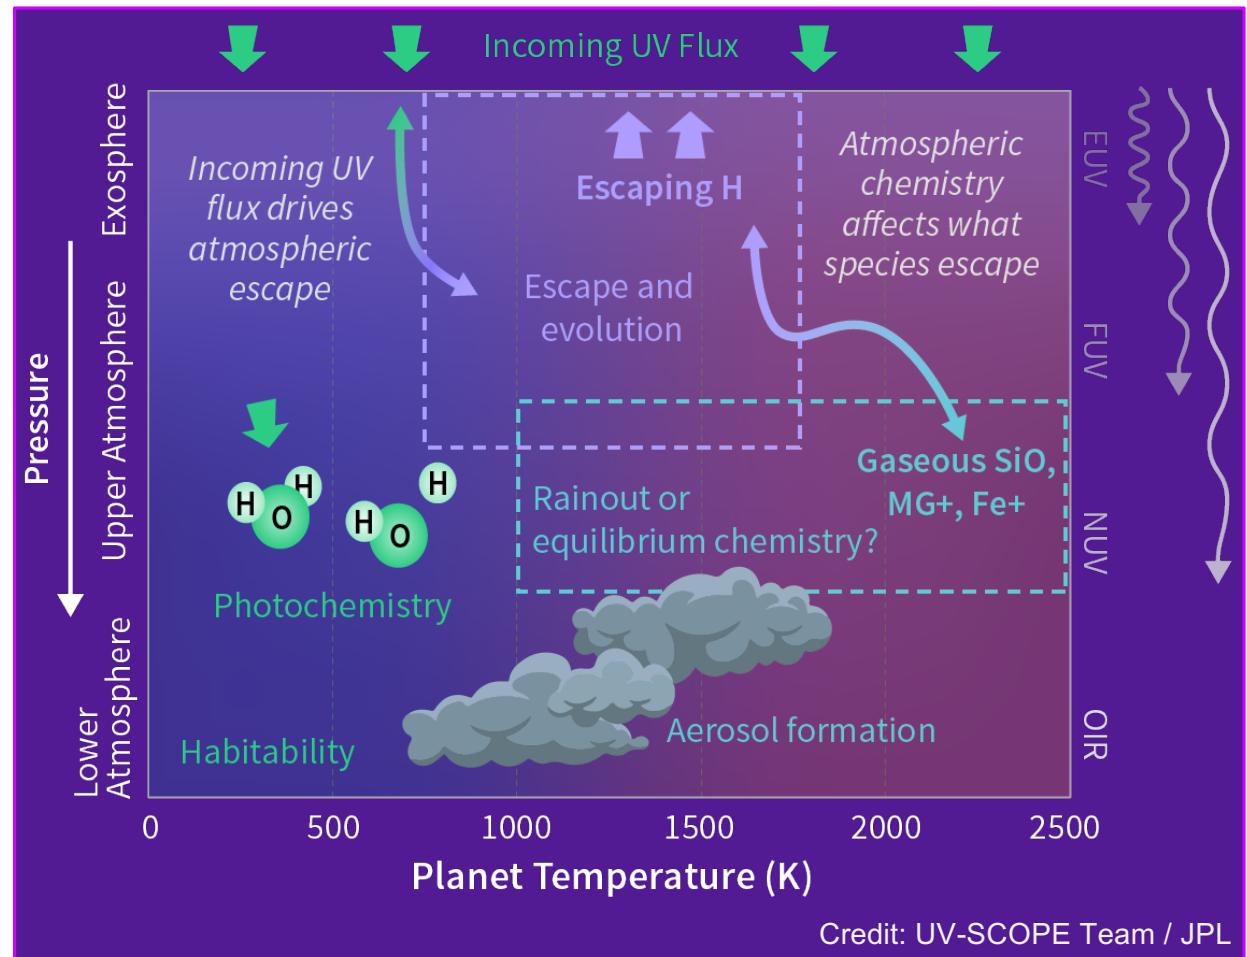 Incoming UV Flux
Exosphere
Upper Atmosphere
Lower
Atmosphere
Pressure
Incoming UV
flux drives
atmospheric
escape
Escaping H
Escape and
evolution
Atmospheric
chemistry
affects what
species escape
EUV
FUV
NUV
OIR
H
H
O
H
O
H
Photochemistry
Habitability
Rainout or
equilibrium chemistry?
Gaseous SiO,
MG+, Fe+
Aerosol formation
0 500 1000 1500 2000 2500
Planet Temperature (K)
Credit: UV-SCOPE Team / JPL